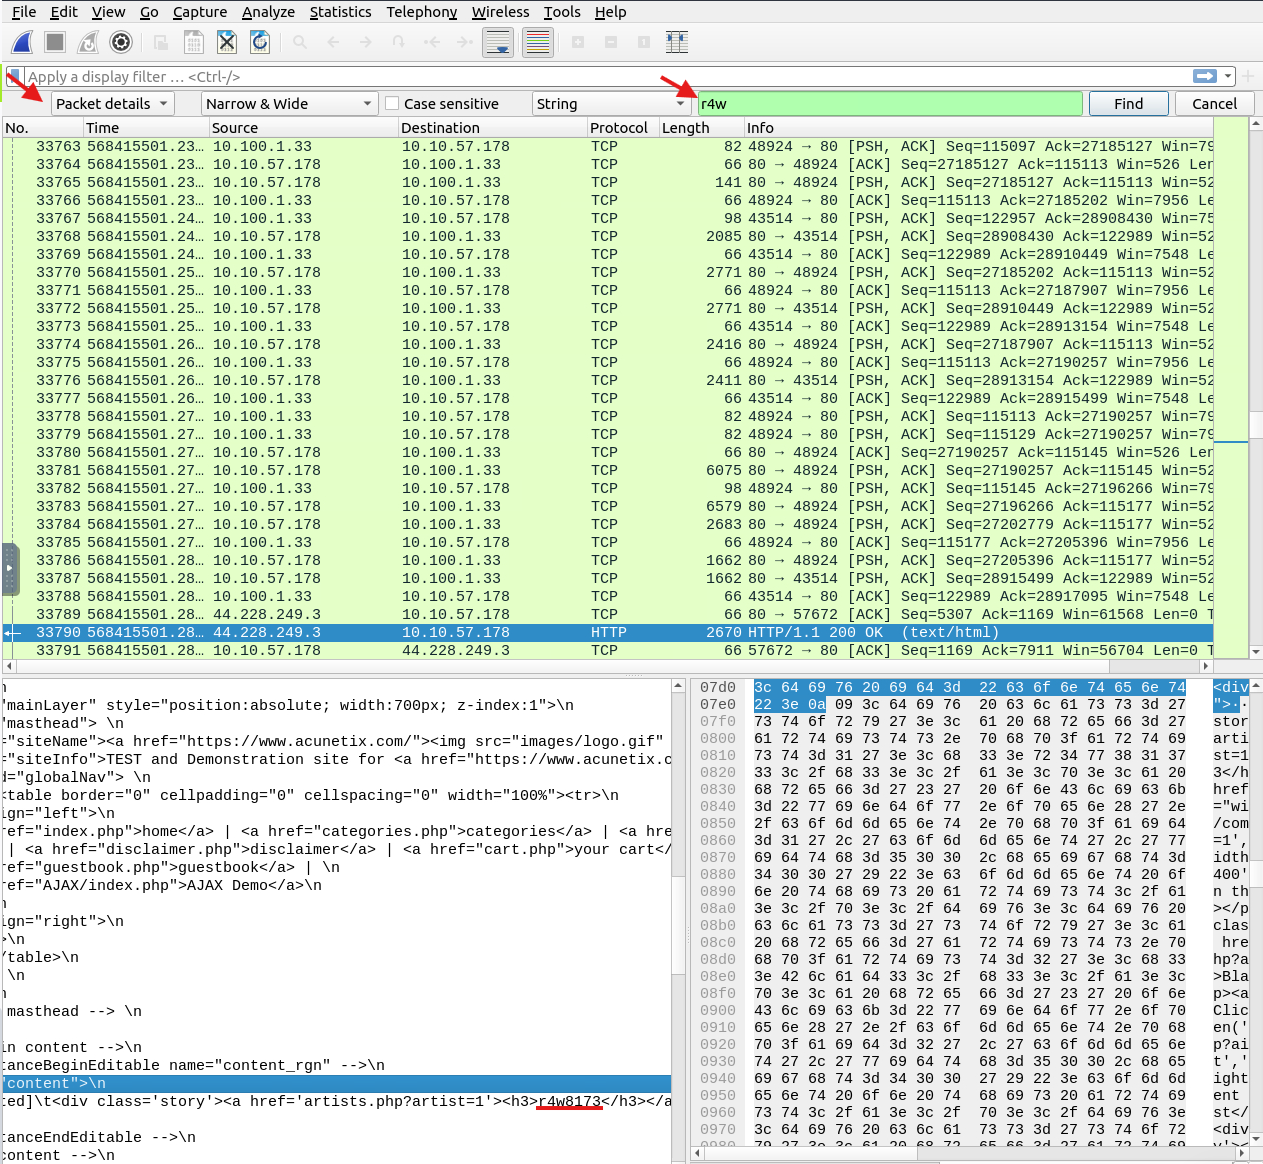 File Edit View Go Capture Analyze Statistics Telephony Wireless Tools Help
Apply a display filter … <Ctrl-/>
Packet details Narrow & Wide Case sensitive String r4w Find Cancel
No. Time Source Destination Protocol Length Info
33763 568415501.23… 10.100.1.33 10.10.57.178 TCP 82 48924 → 80 [PSH, ACK] Seq=115097 Ack=27185127 Win=79
33764 568415501.23… 10.10.57.178 10.100.1.33 TCP 66 80 → 48924 [ACK] Seq=27185127 Ack=115113 Win=526 Len
33765 568415501.23… 10.10.57.178 10.100.1.33 TCP 141 80 → 48924 [PSH, ACK] Seq=27185127 Ack=115113 Win=52
33766 568415501.23… 10.100.1.33 10.10.57.178 TCP 66 48924 → 80 [ACK] Seq=115113 Ack=27185202 Win=7956 Le
33767 568415501.24… 10.100.1.33 10.10.57.178 TCP 98 43514 → 80 [PSH, ACK] Seq=122957 Ack=28908430 Win=75
33768 568415501.24… 10.10.57.178 10.100.1.33 TCP 2085 80 → 43514 [PSH, ACK] Seq=28908430 Ack=122989 Win=52
33769 568415501.24… 10.100.1.33 10.10.57.178 TCP 66 43514 → 80 [ACK] Seq=122989 Ack=28910449 Win=7548 Le
33770 568415501.25… 10.10.57.178 10.100.1.33 TCP 2771 80 → 48924 [PSH, ACK] Seq=27185202 Ack=115113 Win=52
33771 568415501.25… 10.100.1.33 10.10.57.178 TCP 66 48924 → 80 [ACK] Seq=115113 Ack=27187907 Win=7956 Le
33772 568415501.25… 10.10.57.178 10.100.1.33 TCP 2771 80 → 43514 [PSH, ACK] Seq=28910449 Ack=122989 Win=52
33773 568415501.25… 10.100.1.33 10.10.57.178 TCP 66 43514 → 80 [ACK] Seq=122989 Ack=28913154 Win=7548 Le
33774 568415501.26… 10.10.57.178 10.100.1.33 TCP 2416 80 → 48924 [PSH, ACK] Seq=27187907 Ack=115113 Win=52
33775 568415501.26… 10.100.1.33 10.10.57.178 TCP 66 48924 → 80 [ACK] Seq=115113 Ack=27190257 Win=7956 Le
33776 568415501.26… 10.10.57.178 10.100.1.33 TCP 2411 80 → 43514 [PSH, ACK] Seq=28913154 Ack=122989 Win=52
33777 568415501.26… 10.100.1.33 10.10.57.178 TCP 66 43514 → 80 [ACK] Seq=122989 Ack=28915499 Win=7548 Le
33778 568415501.27… 10.100.1.33 10.10.57.178 TCP 82 48924 → 80 [PSH, ACK] Seq=115113 Ack=27190257 Win=79
33779 568415501.27… 10.100.1.33 10.10.57.178 TCP 82 48924 → 80 [PSH, ACK] Seq=115129 Ack=27190257 Win=79
33780 568415501.27… 10.10.57.178 10.100.1.33 TCP 66 80 → 48924 [ACK] Seq=27190257 Ack=115145 Win=526 Len
33781 568415501.27… 10.10.57.178 10.100.1.33 TCP 6075 80 → 48924 [PSH, ACK] Seq=27190257 Ack=115145 Win=52
33782 568415501.27… 10.100.1.33 10.10.57.178 TCP 98 48924 → 80 [PSH, ACK] Seq=115145 Ack=27196266 Win=79
33783 568415501.27… 10.10.57.178 10.100.1.33 TCP 6579 80 → 48924 [PSH, ACK] Seq=27196266 Ack=115177 Win=52
33784 568415501.27… 10.10.57.178 10.100.1.33 TCP 2683 80 → 48924 [PSH, ACK] Seq=27202779 Ack=115177 Win=52
33785 568415501.27… 10.100.1.33 10.10.57.178 TCP 66 48924 → 80 [ACK] Seq=115177 Ack=27205396 Win=7956 Le
33786 568415501.28… 10.10.57.178 10.100.1.33 TCP 1662 80 → 48924 [PSH, ACK] Seq=27205396 Ack=115177 Win=52
33787 568415501.28… 10.10.57.178 10.100.1.33 TCP 1662 80 → 43514 [PSH, ACK] Seq=28915499 Ack=122989 Win=52
33788 568415501.28… 10.100.1.33 10.10.57.178 TCP 66 43514 → 80 [ACK] Seq=122989 Ack=28917095 Win=7548 Le
33789 568415501.28… 44.228.249.3 10.10.57.178 TCP 66 80 → 57672 [ACK] Seq=5307 Ack=1169 Win=61568 Len=0 T
33790 568415501.28… 44.228.249.3 10.10.57.178 HTTP 2670 HTTP/1.1 200 OK (text/html)
33791 568415501.28… 10.10.57.178 44.228.249.3 TCP 66 57672 → 80 [ACK] Seq=1169 Ack=7911 Win=56704 Len=0 T
\n
"mainLayer" style="position:absolute; width:700px; z-index:1">\n
"masthead"> \n
="siteName"><a href="https://www.acunetix.com/"><img src="images/logo.gif"
="siteInfo">TEST and Demonstration site for <a href="https://www.acunetix.c
d="globalNav"> \n
<table border="0" cellpadding="0" cellspacing="0" width="100%"><tr>\n
ign="left">\n
ref="index.php">home</a> | <a href="categories.php">categories</a> | <a hre
| <a href="disclaimer.php">disclaimer</a> | <a href="cart.php">your cart</
ref="guestbook.php">guestbook</a> | \n
ref="AJAX/index.php">AJAX Demo</a>\n
\n
ign="right">\n
>\n
/table>\n
\n
\n
masthead --> \n
in content -->\n
tanceBeginEditable name="content_rgn" -->\n
"content">\n
ted]\t<div class='story'><a href='artists.php?artist=1'><h3>r4w8173</h3></a
tanceEndEditable -->\n
content -->\n
07d0 3c 64 69 76 20 69 64 3d 22 63 6f 6e 74 65 6e 74 <div
07e0 22 3e 0a 09 3c 64 69 76 20 63 6c 61 73 73 3d 27 ">··
07f0 73 74 6f 72 79 27 3e 3c 61 20 68 72 65 66 3d 27 stor
0800 61 72 74 69 73 74 73 2e 70 68 70 3f 61 72 74 69 arti
0810 73 74 3d 31 27 3e 3c 68 33 3e 72 34 77 38 31 37 st=1
0820 33 3c 2f 68 33 3e 3c 2f 61 3e 3c 70 3e 3c 61 20 3</h
0830 68 72 65 66 3d 27 23 27 20 6f 6e 43 6c 69 63 6b href
0840 3d 22 77 69 6e 64 6f 77 2e 6f 70 65 6e 28 27 2e ="wi
0850 2f 63 6f 6d 6d 65 6e 74 2e 70 68 70 3f 61 69 64 /com
0860 3d 31 27 2c 27 63 6f 6d 6d 65 6e 74 27 2c 27 77 =1',
0870 69 64 74 68 3d 35 30 30 2c 68 65 69 67 68 74 3d idth
0880 34 30 30 27 29 22 3e 63 6f 6d 6d 65 6e 74 20 6f 400'
0890 6e 20 74 68 69 73 20 61 72 74 69 73 74 3c 2f 61 n th
08a0 3e 3c 2f 70 3e 3c 2f 64 69 76 3e 3c 64 69 76 20 ></p
08b0 63 6c 61 73 73 3d 27 73 74 6f 72 79 27 3e 3c 61 clas
08c0 20 68 72 65 66 3d 27 61 72 74 69 73 74 73 2e 70 hre
08d0 68 70 3f 61 72 74 69 73 74 3d 32 27 3e 3c 68 33 hp?a
08e0 3e 42 6c 61 64 33 3c 2f 68 33 3e 3c 2f 61 3e 3c >Bla
08f0 70 3e 3c 61 20 68 72 65 66 3d 27 23 27 20 6f 6e p><a
0900 43 6c 69 63 6b 3d 22 77 69 6e 64 6f 77 2e 6f 70 Clic
0910 65 6e 28 27 2e 2f 63 6f 6d 6d 65 6e 74 2e 70 68 en('
0920 70 3f 61 69 64 3d 32 27 2c 27 63 6f 6d 6d 65 6e p?ai
0930 74 27 2c 27 77 69 64 74 68 3d 35 30 30 2c 68 65 t','
0940 69 67 68 74 3d 34 30 30 27 29 22 3e 63 6f 6d 6d ight
0950 65 6e 74 20 6f 6e 20 74 68 69 73 20 61 72 74 69 ent
0960 73 74 3c 2f 61 3e 3c 2f 70 3e 3c 2f 64 69 76 3e st</
0970 3c 64 69 76 20 63 6c 61 73 73 3d 27 73 74 6f 72 <div
0980 79 27 3e 3c 61 20 68 72 65 66 3d 27 61 72 74 69 y'><